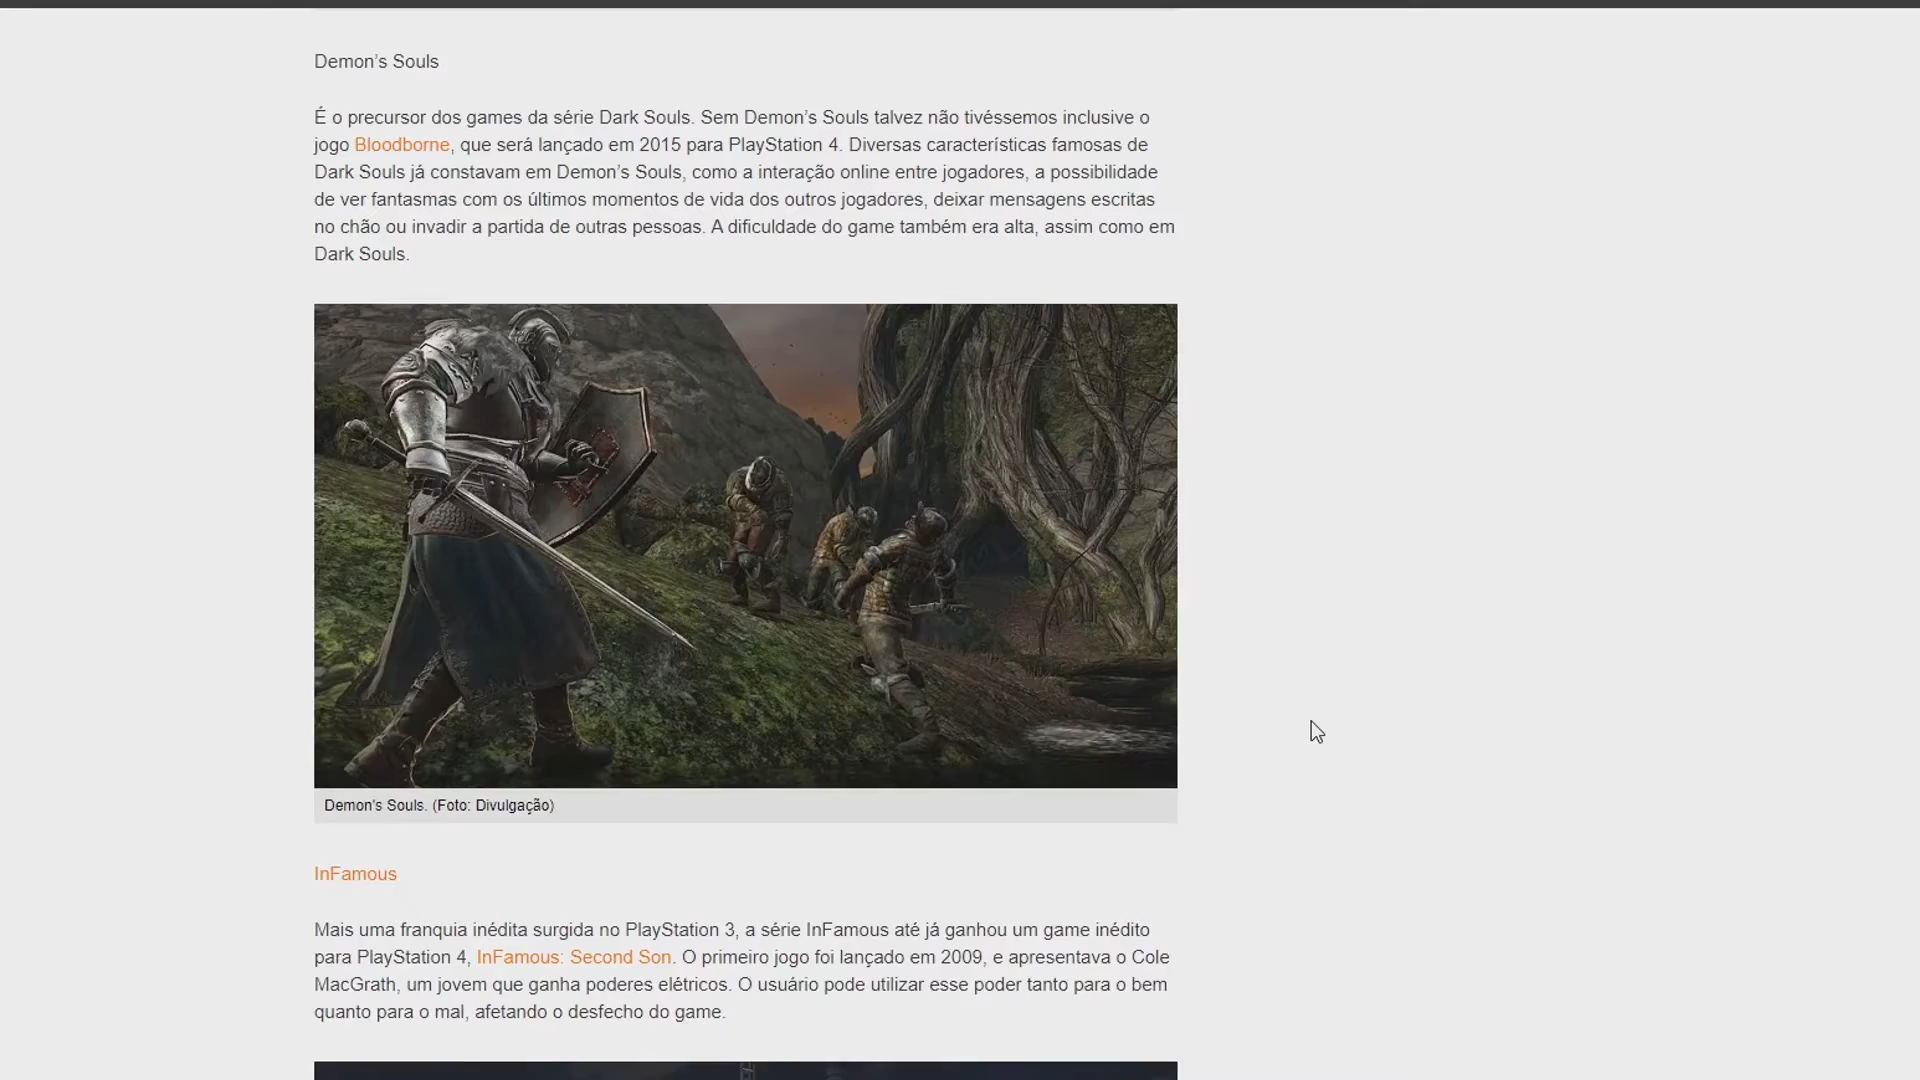 Demon’s Souls
É o precursor dos games da série Dark Souls. Sem Demon’s Souls talvez não tivéssemos inclusive o
jogo Bloodborne, que será lançado em 2015 para PlayStation 4. Diversas características famosas de
Dark Souls já constavam em Demon’s Souls, como a interação online entre jogadores, a possibilidade
de ver fantasmas com os últimos momentos de vida dos outros jogadores, deixar mensagens escritas
no chão ou invadir a partida de outras pessoas. A dificuldade do game também era alta, assim como em
Dark Souls.
Demon’s Souls. (Foto: Divulgação)
InFamous
Mais uma franquia inédita surgida no PlayStation 3, a série InFamous até já ganhou um game inédito
para PlayStation 4, InFamous: Second Son. O primeiro jogo foi lançado em 2009, e apresentava o Cole
MacGrath, um jovem que ganha poderes elétricos. O usuário pode utilizar esse poder tanto para o bem
quanto para o mal, afetando o desfecho do game.